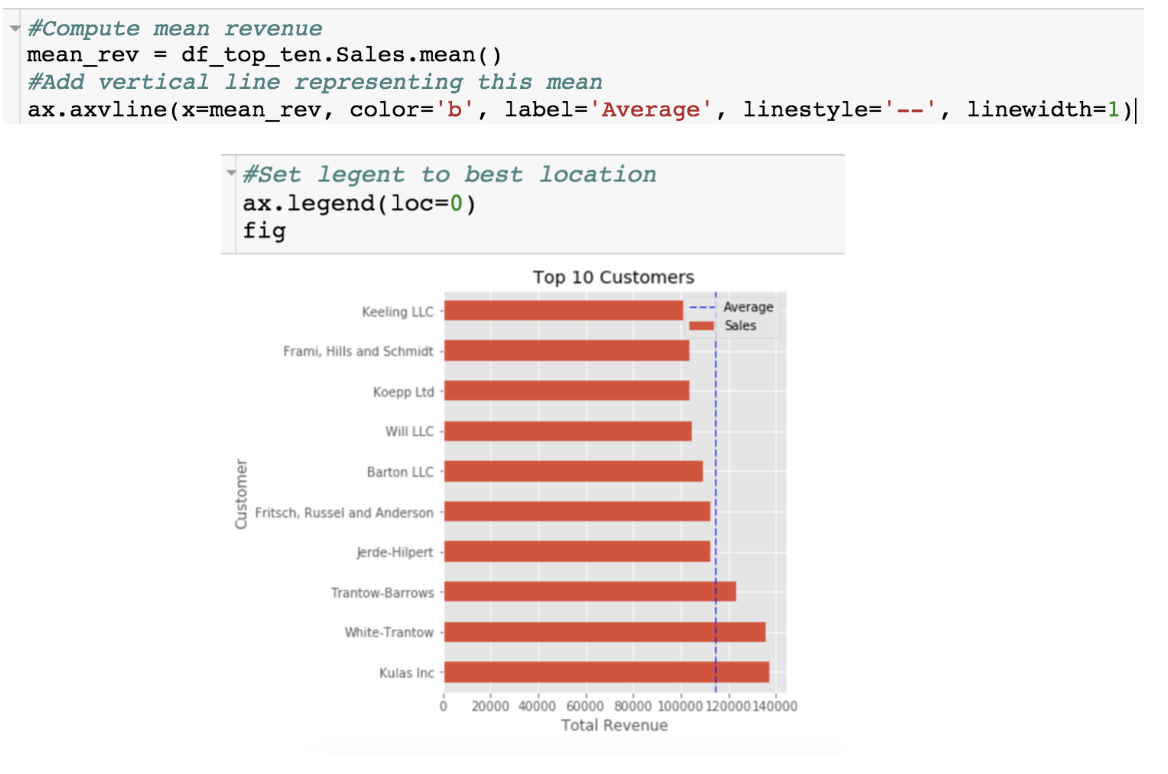 #Compute mean revenue
mean_rev = df_top_ten.Sales.mean()
#Add vertical line representing this mean
ax.axvline(x=mean_rev, color='b', label='Average', linestyle='--', linewidth=1)
#Set legent to best location
ax.legend(loc=0)
fig
Top 10 Customers
Average
Sales
Customer
Keeling LLC
Frami, Hills and Schmidt
Koepp Ltd
Will LLC
Barton LLC
Fritsch, Russel and Anderson
Jerde-Hilpert
Trantow-Barrows
White-Trantow
Kulas Inc
0 20000 40000 60000 80000 100000 120000 140000
Total Revenue